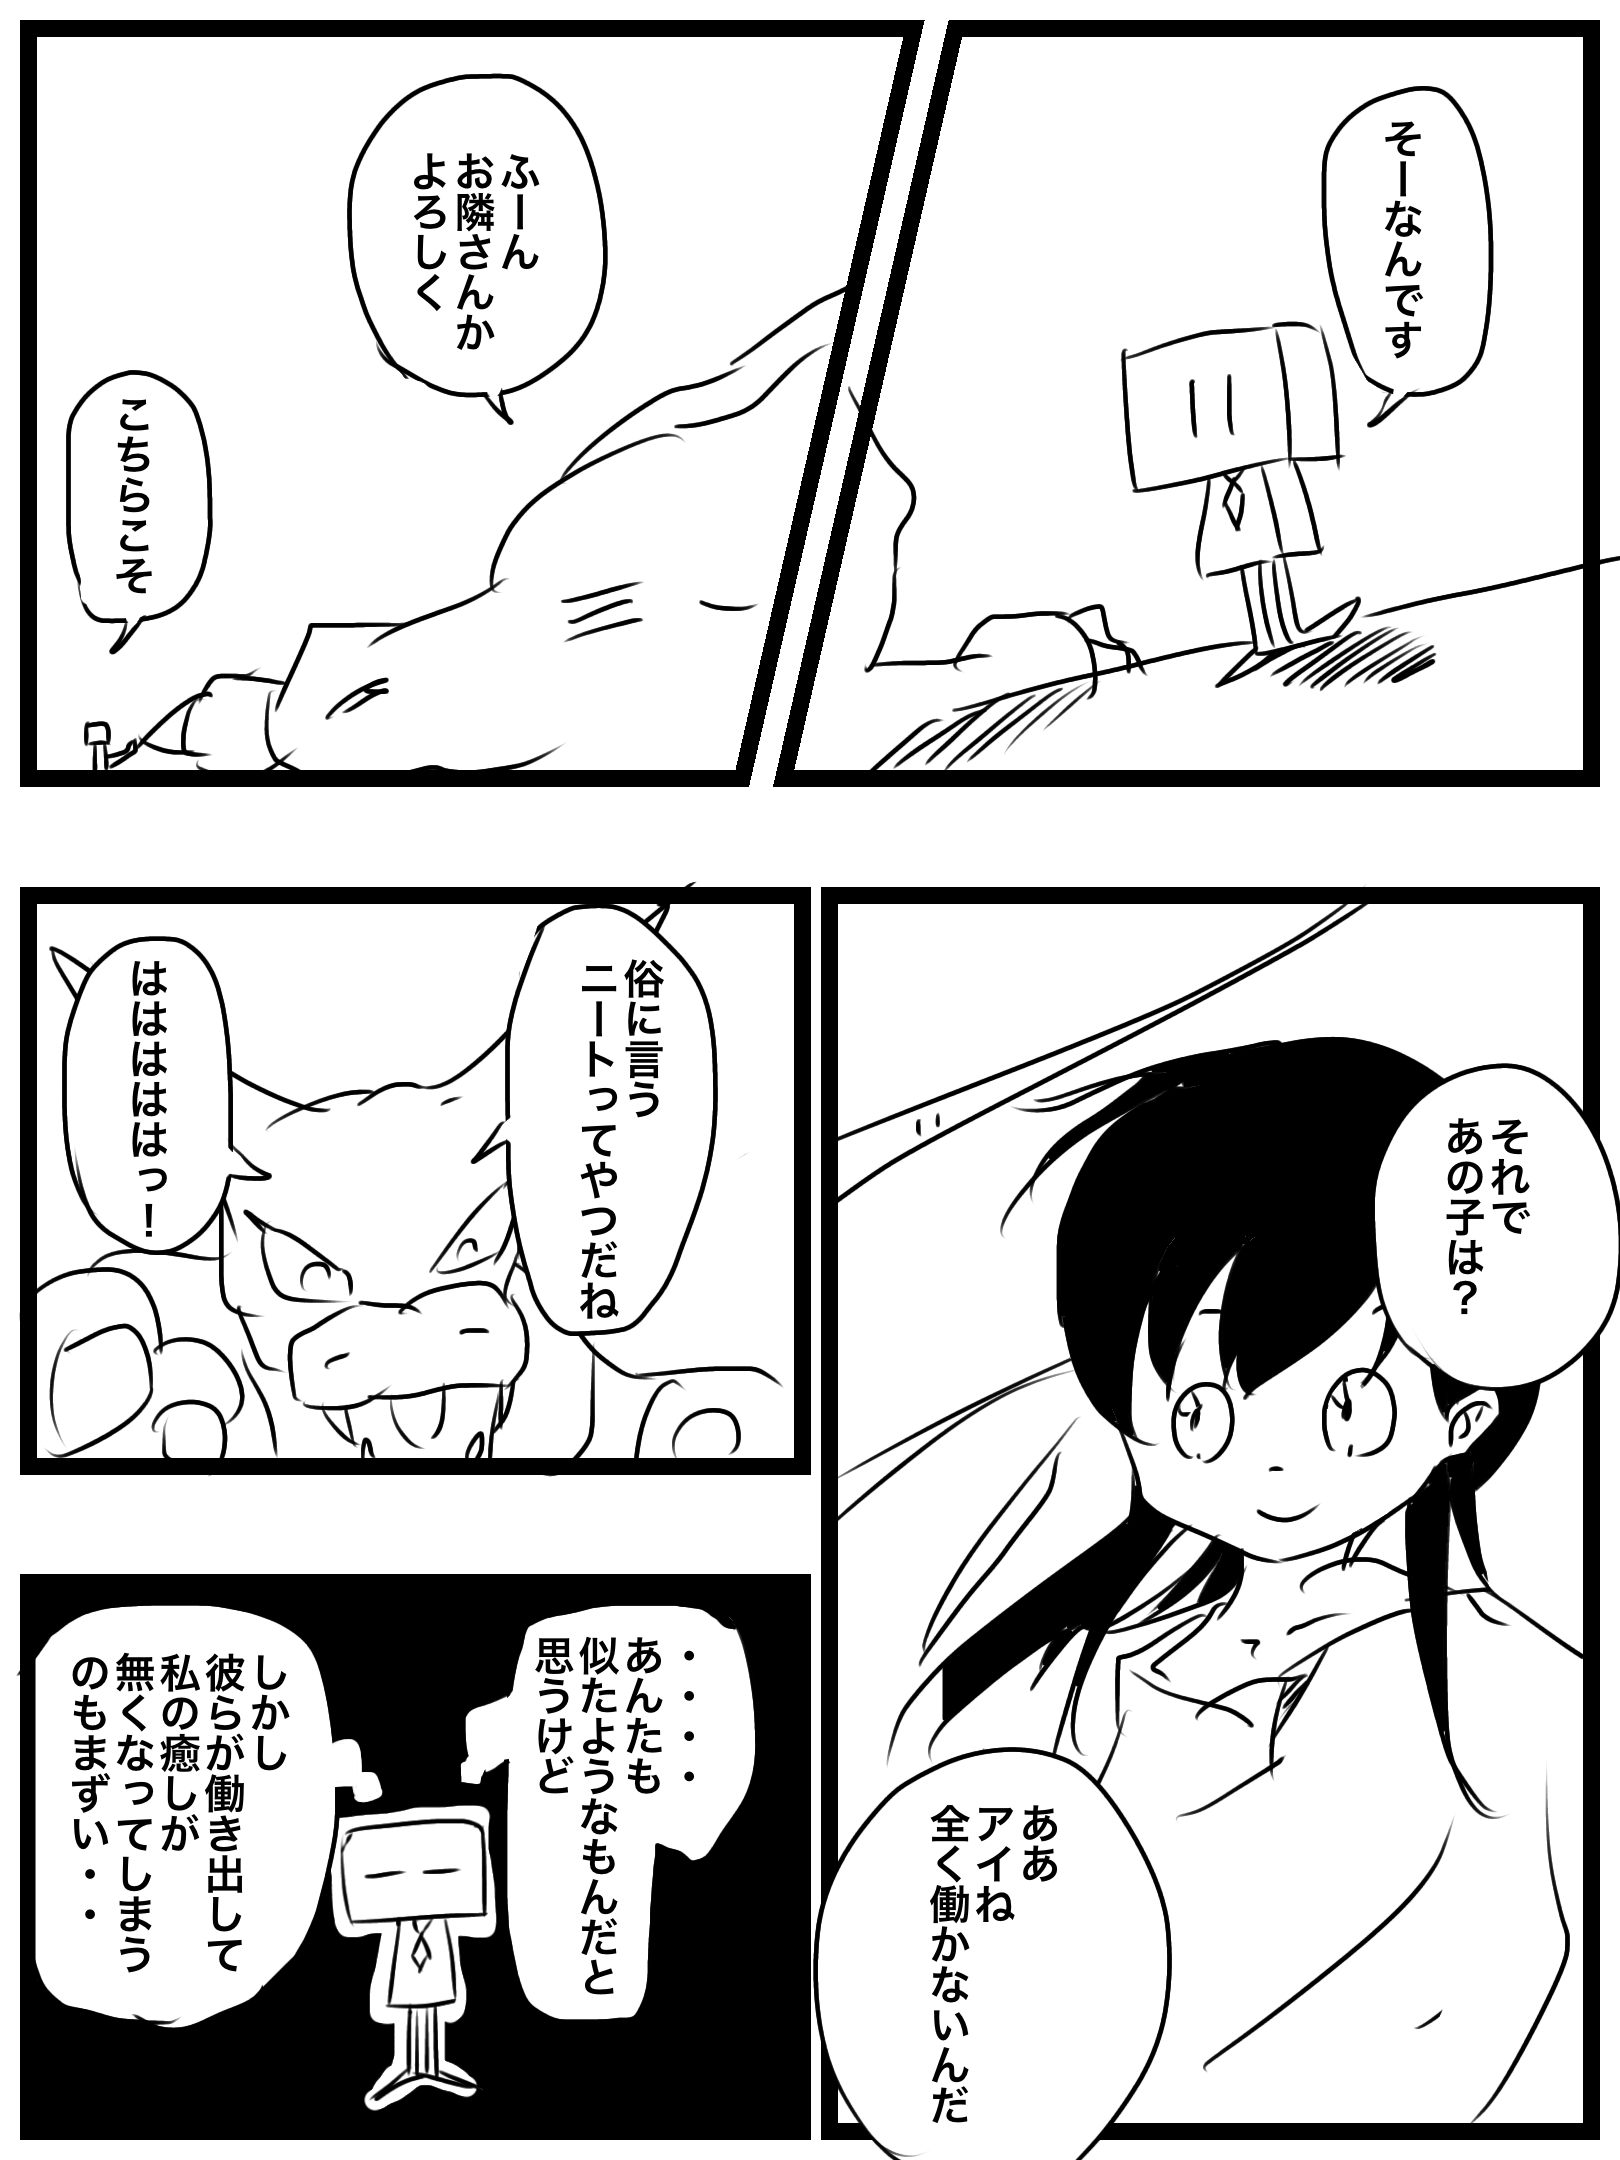 そーなんです
ふーん
お隣さんか
よろしく
こちらこそ
それで
あの子は？
ああ
アイね
全く働かないんだ
俗に言う
ニートってやつだね
はははははっ！
・・・・
あんたも
似たようなもんだと
思うけど
しかし
彼らが働き出して
私の癒しが
無くなってしまう
のもまずい・・